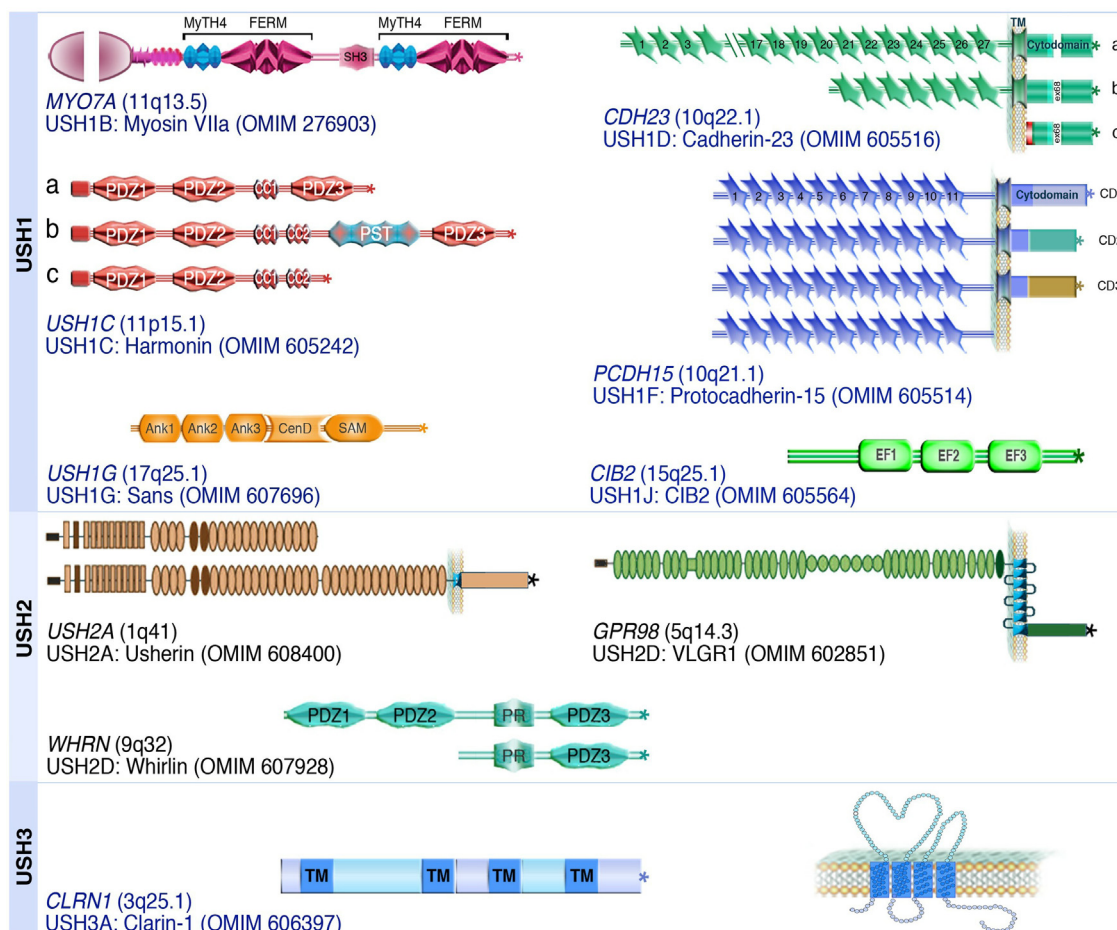 USH1
MyTH4 FERM MyTH4 FERM
SH3
MYO7A (11q13.5)
USH1B: Myosin VIIa (OMIM 276903)
TM
1 2 3 17 18 19 20 21 22 23 24 25 26 27 Cytodomain a
ex68 b
ex68
CDH23 (10q22.1)
USH1D: Cadherin-23 (OMIM 605516)
a PDZ1 PDZ2 CC1 PDZ3
b PDZ1 PDZ2 CC1 CC2 PST PDZ3
c PDZ1 PDZ2 CC1 CC2
USH1C (11p15.1)
USH1C: Harmonin (OMIM 605242)
1 2 3 4 5 6 7 8 9 10 11 Cytodomain CD
CD2
CD3
PCDH15 (10q21.1)
USH1F: Protocadherin-15 (OMIM 605514)
Ank1 Ank2 Ank3 CenD SAM
USH1G (17q25.1)
USH1G: Sans (OMIM 607696)
EF1 EF2 EF3
CIB2 (15q25.1)
USH1J: CIB2 (OMIM 605564)
USH2
USH2A (1q41)
USH2A: Usherin (OMIM 608400)
GPR98 (5q14.3)
USH2D: VLGR1 (OMIM 602851)
PDZ1 PDZ2 PR PDZ3
PR PDZ3
WHRN (9q32)
USH2D: Whirlin (OMIM 607928)
USH3
TM TM TM TM
CLRN1 (3q25.1)
USH3A: Clarin-1 (OMIM 606397)